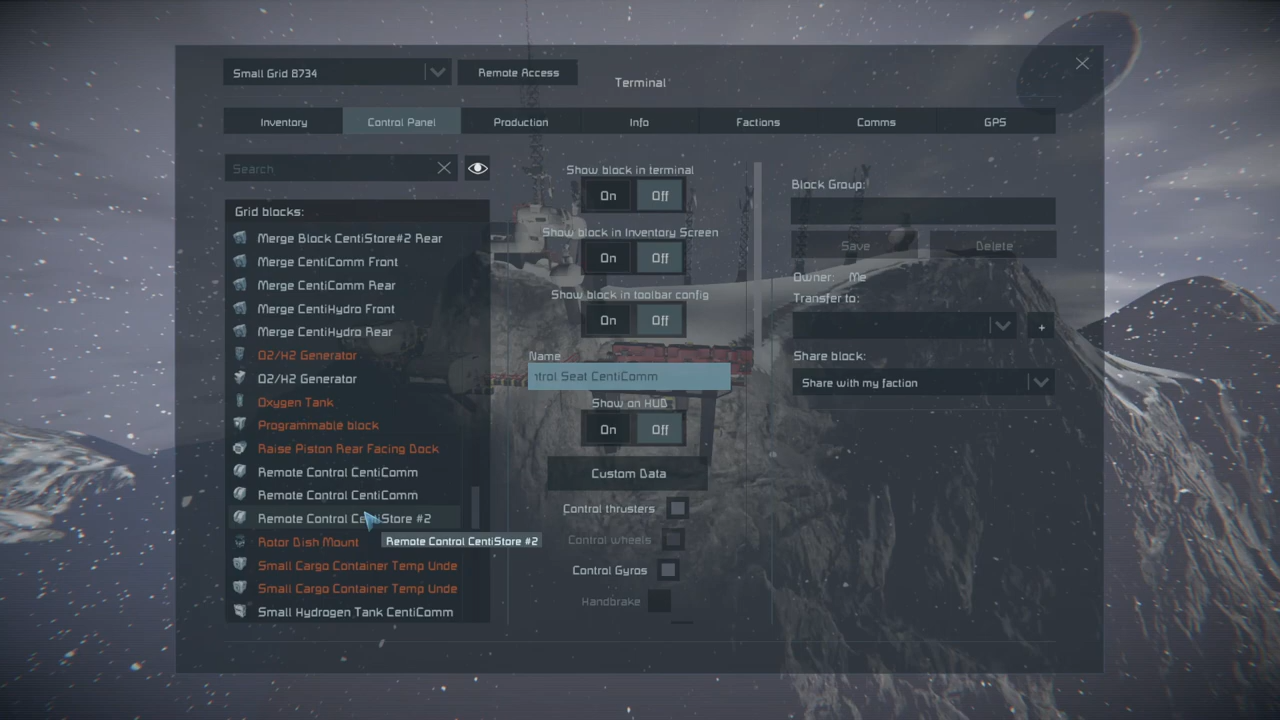 Small Grid B734
Remote Access
Terminal
Inventory
Control Panel
Production
Info
Factions
Comms
GPS
Search
Grid blocks:
Merge Block CentiStore#2 Rear
Merge CentiComm Front
Merge CentiComm Rear
Merge CentiHydro Front
Merge CentiHydro Rear
O2/H2 Generator
O2/H2 Generator
Oxygen Tank
Programmable block
Raise Piston Rear Facing Dock
Remote Control CentiComm
Remote Control CentiComm
Remote Control CentiStore #2
Remote Control CentiStore #2
Rotor Dish Mount
Small Cargo Container Temp Unde
Small Cargo Container Temp Unde
Small Hydrogen Tank CentiComm
Show block in terminal
On Off
Show block in Inventory Screen
On Off
Show block in toolbar config
On Off
Name
ntrol Seat CentiComm
Show on HUD
On Off
Custom Data
Control thrusters
Control wheels
Control Gyros
Handbrake
Block Group:
Save
Delete
Owner: Me
Transfer to:
+
Share block:
Share with my faction